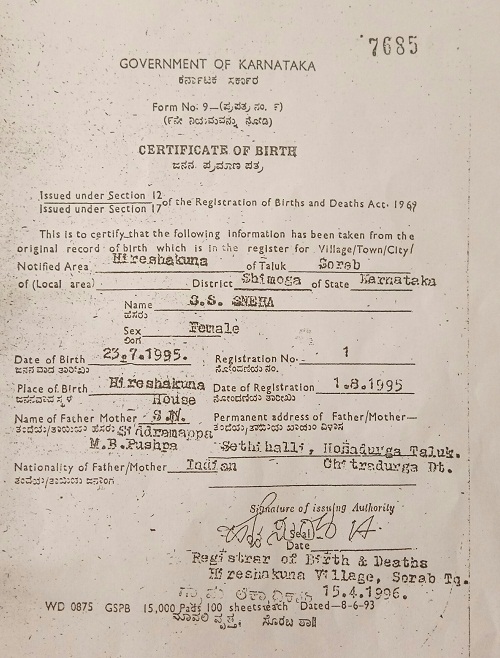 7685
GOVERNMENT OF KARNATAKA
ಕರ್ನಾಟಕ ಸರ್ಕಾರ
Form No: 9—(ಪ್ರಪತ್ರ ನಂ. ೯)
(೯ನೇ ನಿಯಮವನ್ನು ನೋಡಿ)
CERTIFICATE OF BIRTH
ಜನನ ಪ್ರಮಾಣ ಪತ್ರ
Issued under Section 12
Issued under Section 17 of the Registration of Births and Deaths Act. 1969
This is to certify that the following information has been taken from the
original record of birth which is in the register for Village/Town/City/
Notified Area Hireshakuna of Taluk Soreb
of (Local area) District Shimoga of State Karnataka
Name S.S. SNEHA
ಹೆಸರು
Sex Female
ಲಿಂಗ
Date of Birth 23.7.1995. Registration No. 1
ಜನನವಾದ ತಾರೀಖು ನೋಂದಣಿಯ ನಂ.
Place of Birth Hireshakuna Date of Registration 1.8.1995
ಜನನವಾದ ಸ್ಥಳ House ನೋಂದಣಿಯ ತಾರೀಖು
Name of Father Mother S.N. Permanent address of Father/Mother—
ತಂದೆಯ/ತಾಯಿಯ ಹೆಸರು Siddramappa ತಂದೆಯ/ತಾಯಿಯ ಖಾಯಂ ವಿಳಾಸ
M.B.Pushpa Sethihalli, Hosadurga Taluk.
Nationality of Father/Mother Indian Chitradurga Dt.
ತಂದೆಯ/ತಾಯಿಯ ಜನಾಂಗ
Signature of issuing Authority
Seal
Date
Registrar of Birth & Deaths
Hireshakuna Village, Sorab Tq.
15.4.1996.
WD 0875 GSPB 15,000 Pads 100 sheets each Dated—8-6-93
ಮಾವಲಿ ವೃತ್ತ, ಸೊರಬ ತಾ||